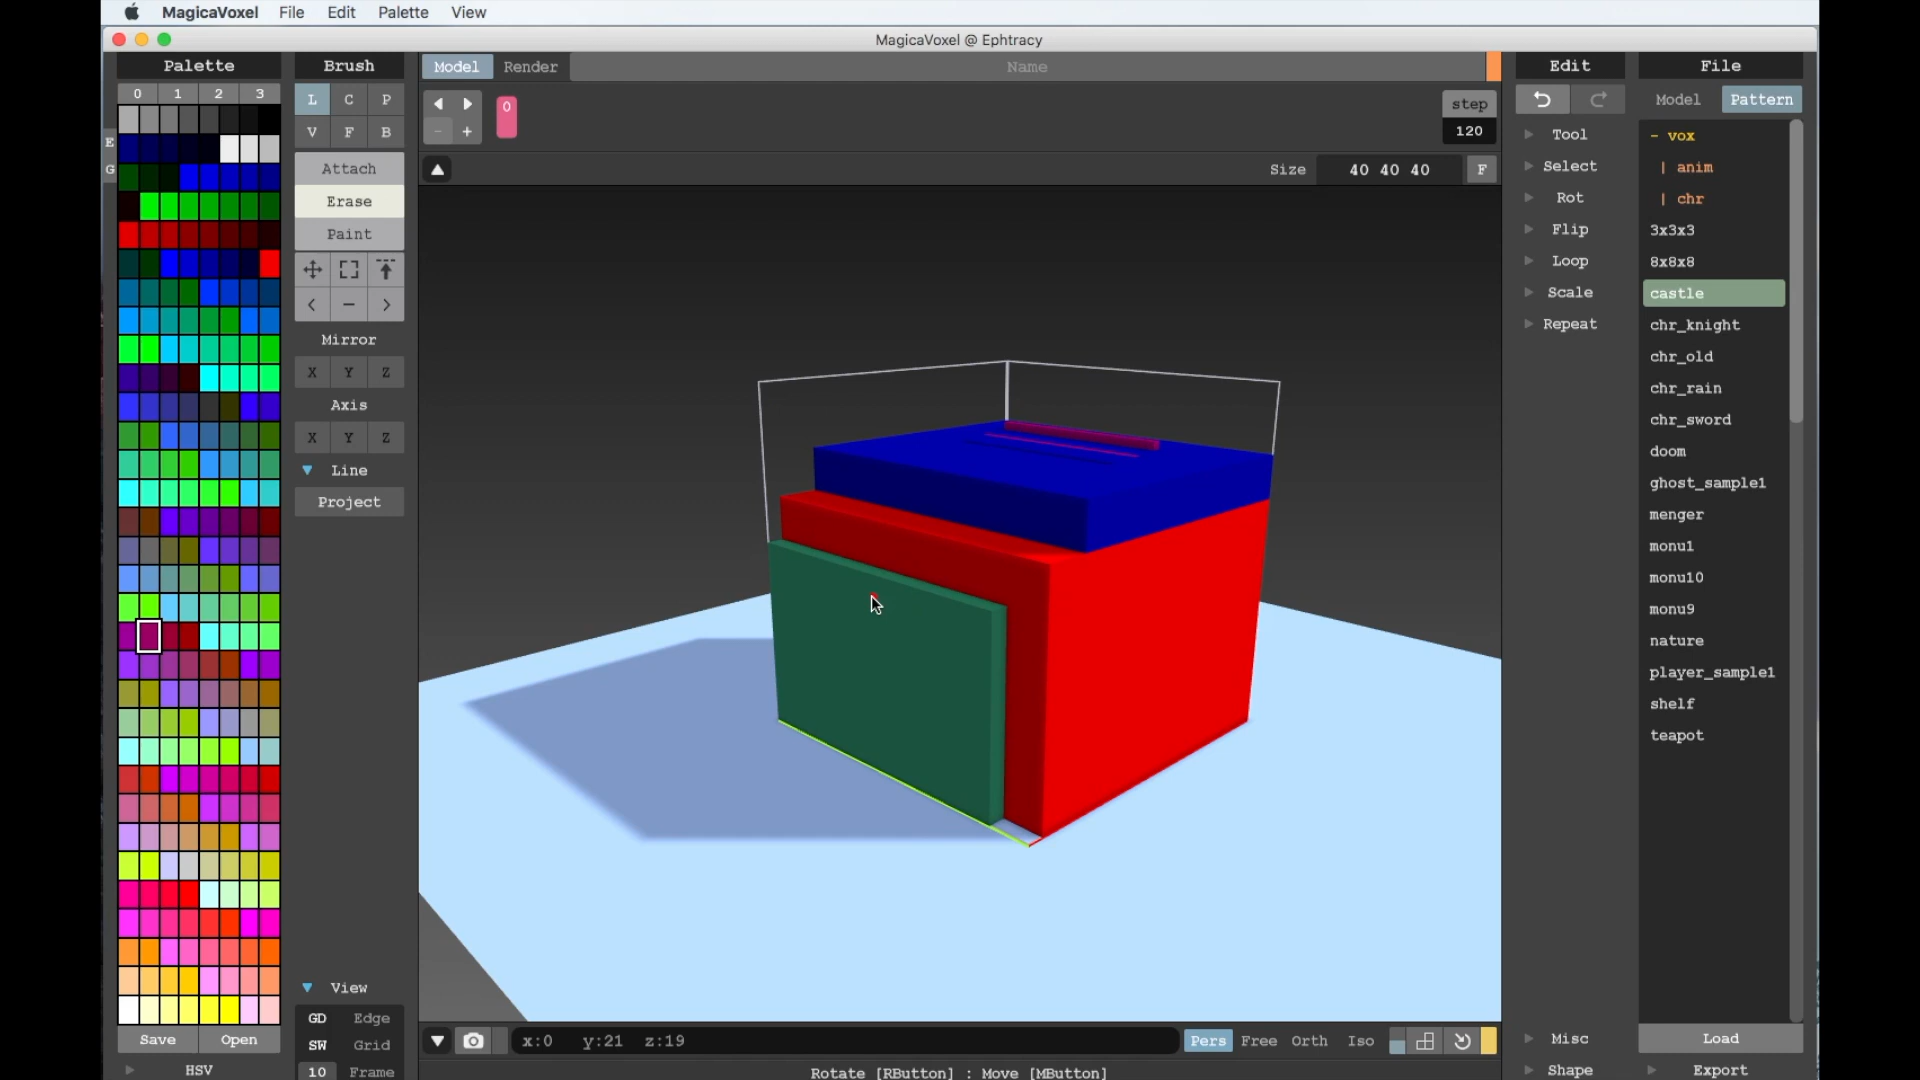 MagicaVoxel File Edit Palette View
MagicaVoxel @ Ephtracy
Palette
0 1 2 3
E
G
Save Open
HSV
Brush
L C P
V F B
Attach
Erase
Paint
< – >
Mirror
X Y Z
Axis
X Y Z
Line
Project
View
GD Edge
SW Grid
10 Frame
Model Render Name
0
- +
step
120
Size 40 40 40 F
x:0 y:21 z:19
Pers Free Orth Iso
Rotate [RButton] : Move [MButton]
Edit
Tool
Select
Rot
Flip
Loop
Scale
Repeat
Misc
Shape
File
Model Pattern
- vox
| anim
| chr
3x3x3
8x8x8
castle
chr_knight
chr_old
chr_rain
chr_sword
doom
ghost_sample1
menger
monu1
monu10
monu9
nature
player_sample1
shelf
teapot
Load
Export